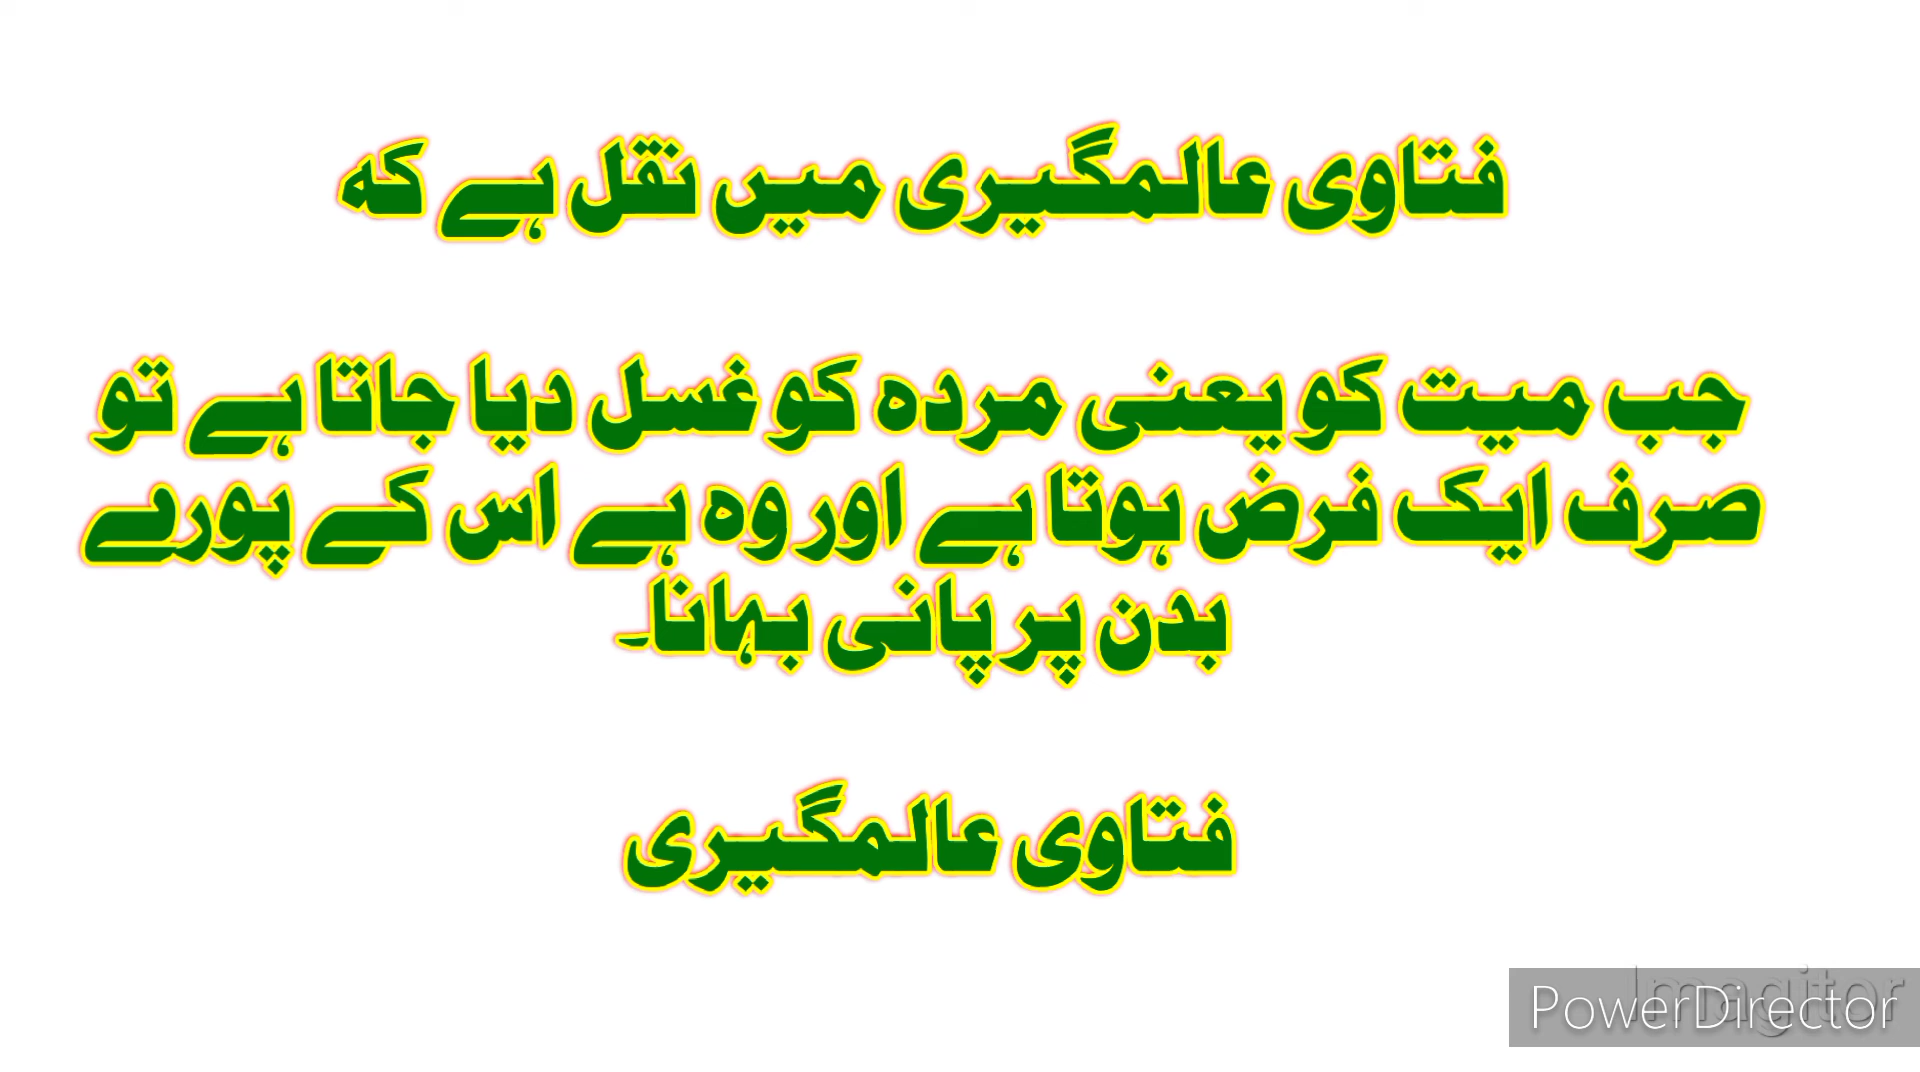 فتاوی عالمگیری میں نقل ہے کہ
جب میت کو یعنی مردہ کو غسل دیا جاتا ہے تو
صرف ایک فرض ہوتا ہے اور وہ ہے اس کے پورے
بدن پر پانی بہانا۔
فتاوی عالمگیری
Imagitor
PowerDirector